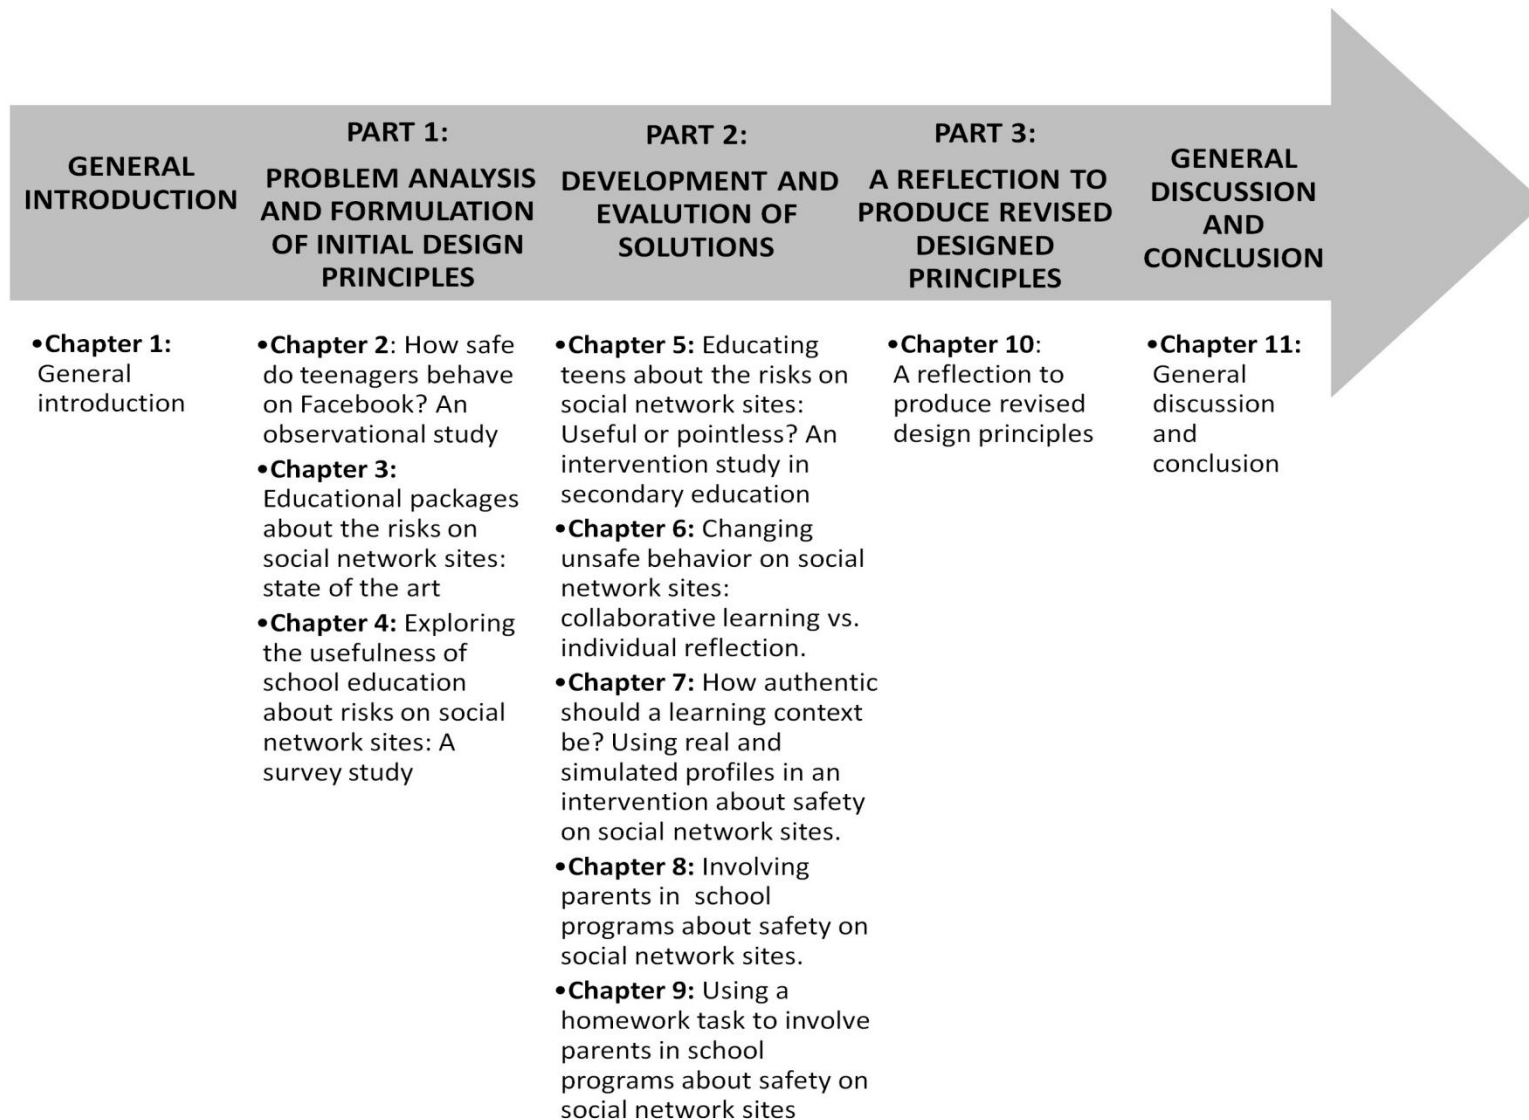 GENERAL
INTRODUCTION
PART 1:
PROBLEM ANALYSIS
AND FORMULATION
OF INITIAL DESIGN
PRINCIPLES
PART 2:
DEVELOPMENT AND
EVALUTION OF
SOLUTIONS
PART 3:
A REFLECTION TO
PRODUCE REVISED
DESIGNED
PRINCIPLES
GENERAL
DISCUSSION
AND
CONCLUSION
•Chapter 1:
General
introduction
•Chapter 2: How safe
do teenagers behave
on Facebook? An
observational study
•Chapter 3:
Educational packages
about the risks on
social network sites:
state of the art
•Chapter 4: Exploring
the usefulness of
school education
about risks on social
network sites: A
survey study
•Chapter 5: Educating
teens about the risks on
social network sites:
Useful or pointless? An
intervention study in
secondary education
•Chapter 6: Changing
unsafe behavior on social
network sites:
collaborative learning vs.
individual reflection.
•Chapter 7: How authentic
should a learning context
be? Using real and
simulated profiles in an
intervention about safety
on social network sites.
•Chapter 8: Involving
parents in  school
programs about safety on
social network sites.
•Chapter 9: Using a
homework task to involve
parents in school
programs about safety on
social network sites
•Chapter 10:
A reflection to
produce revised
design principles
•Chapter 11:
General
discussion
and
conclusion